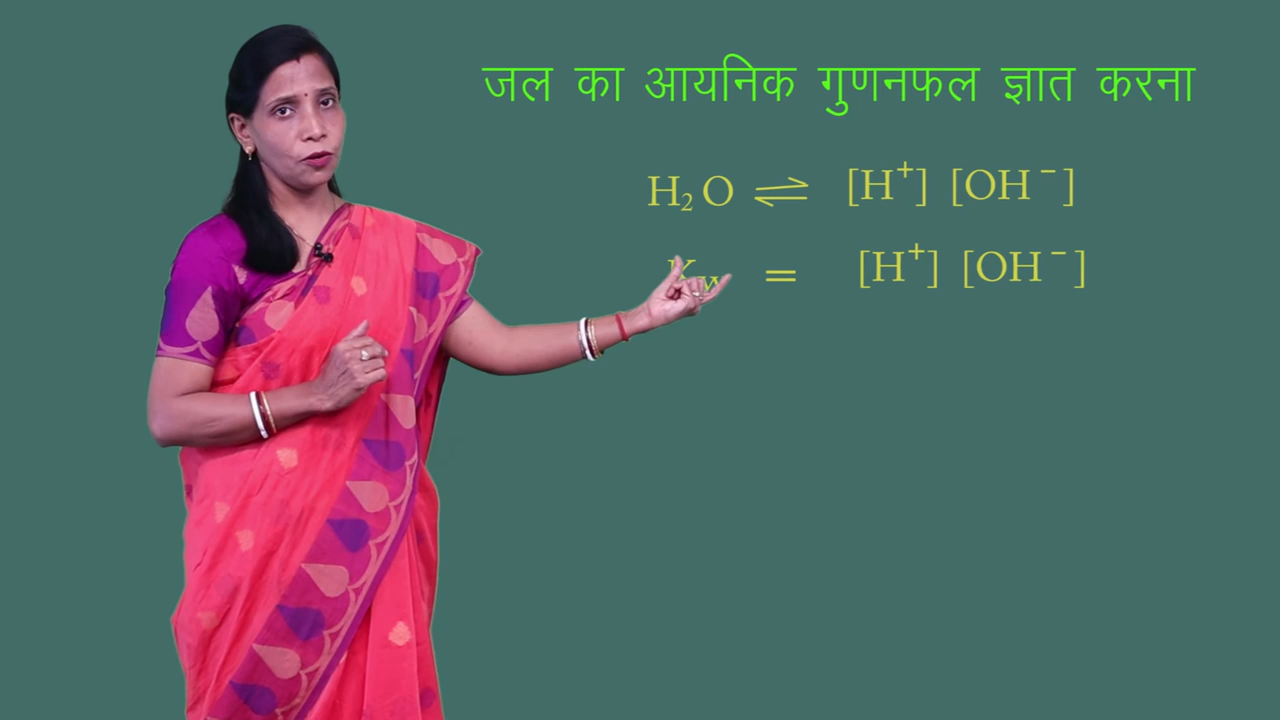 जल का आयनिक गुणनफल ज्ञात करना
H₂O ⇌ [H⁺] [OH⁻]
Kw = [H⁺] [OH⁻]